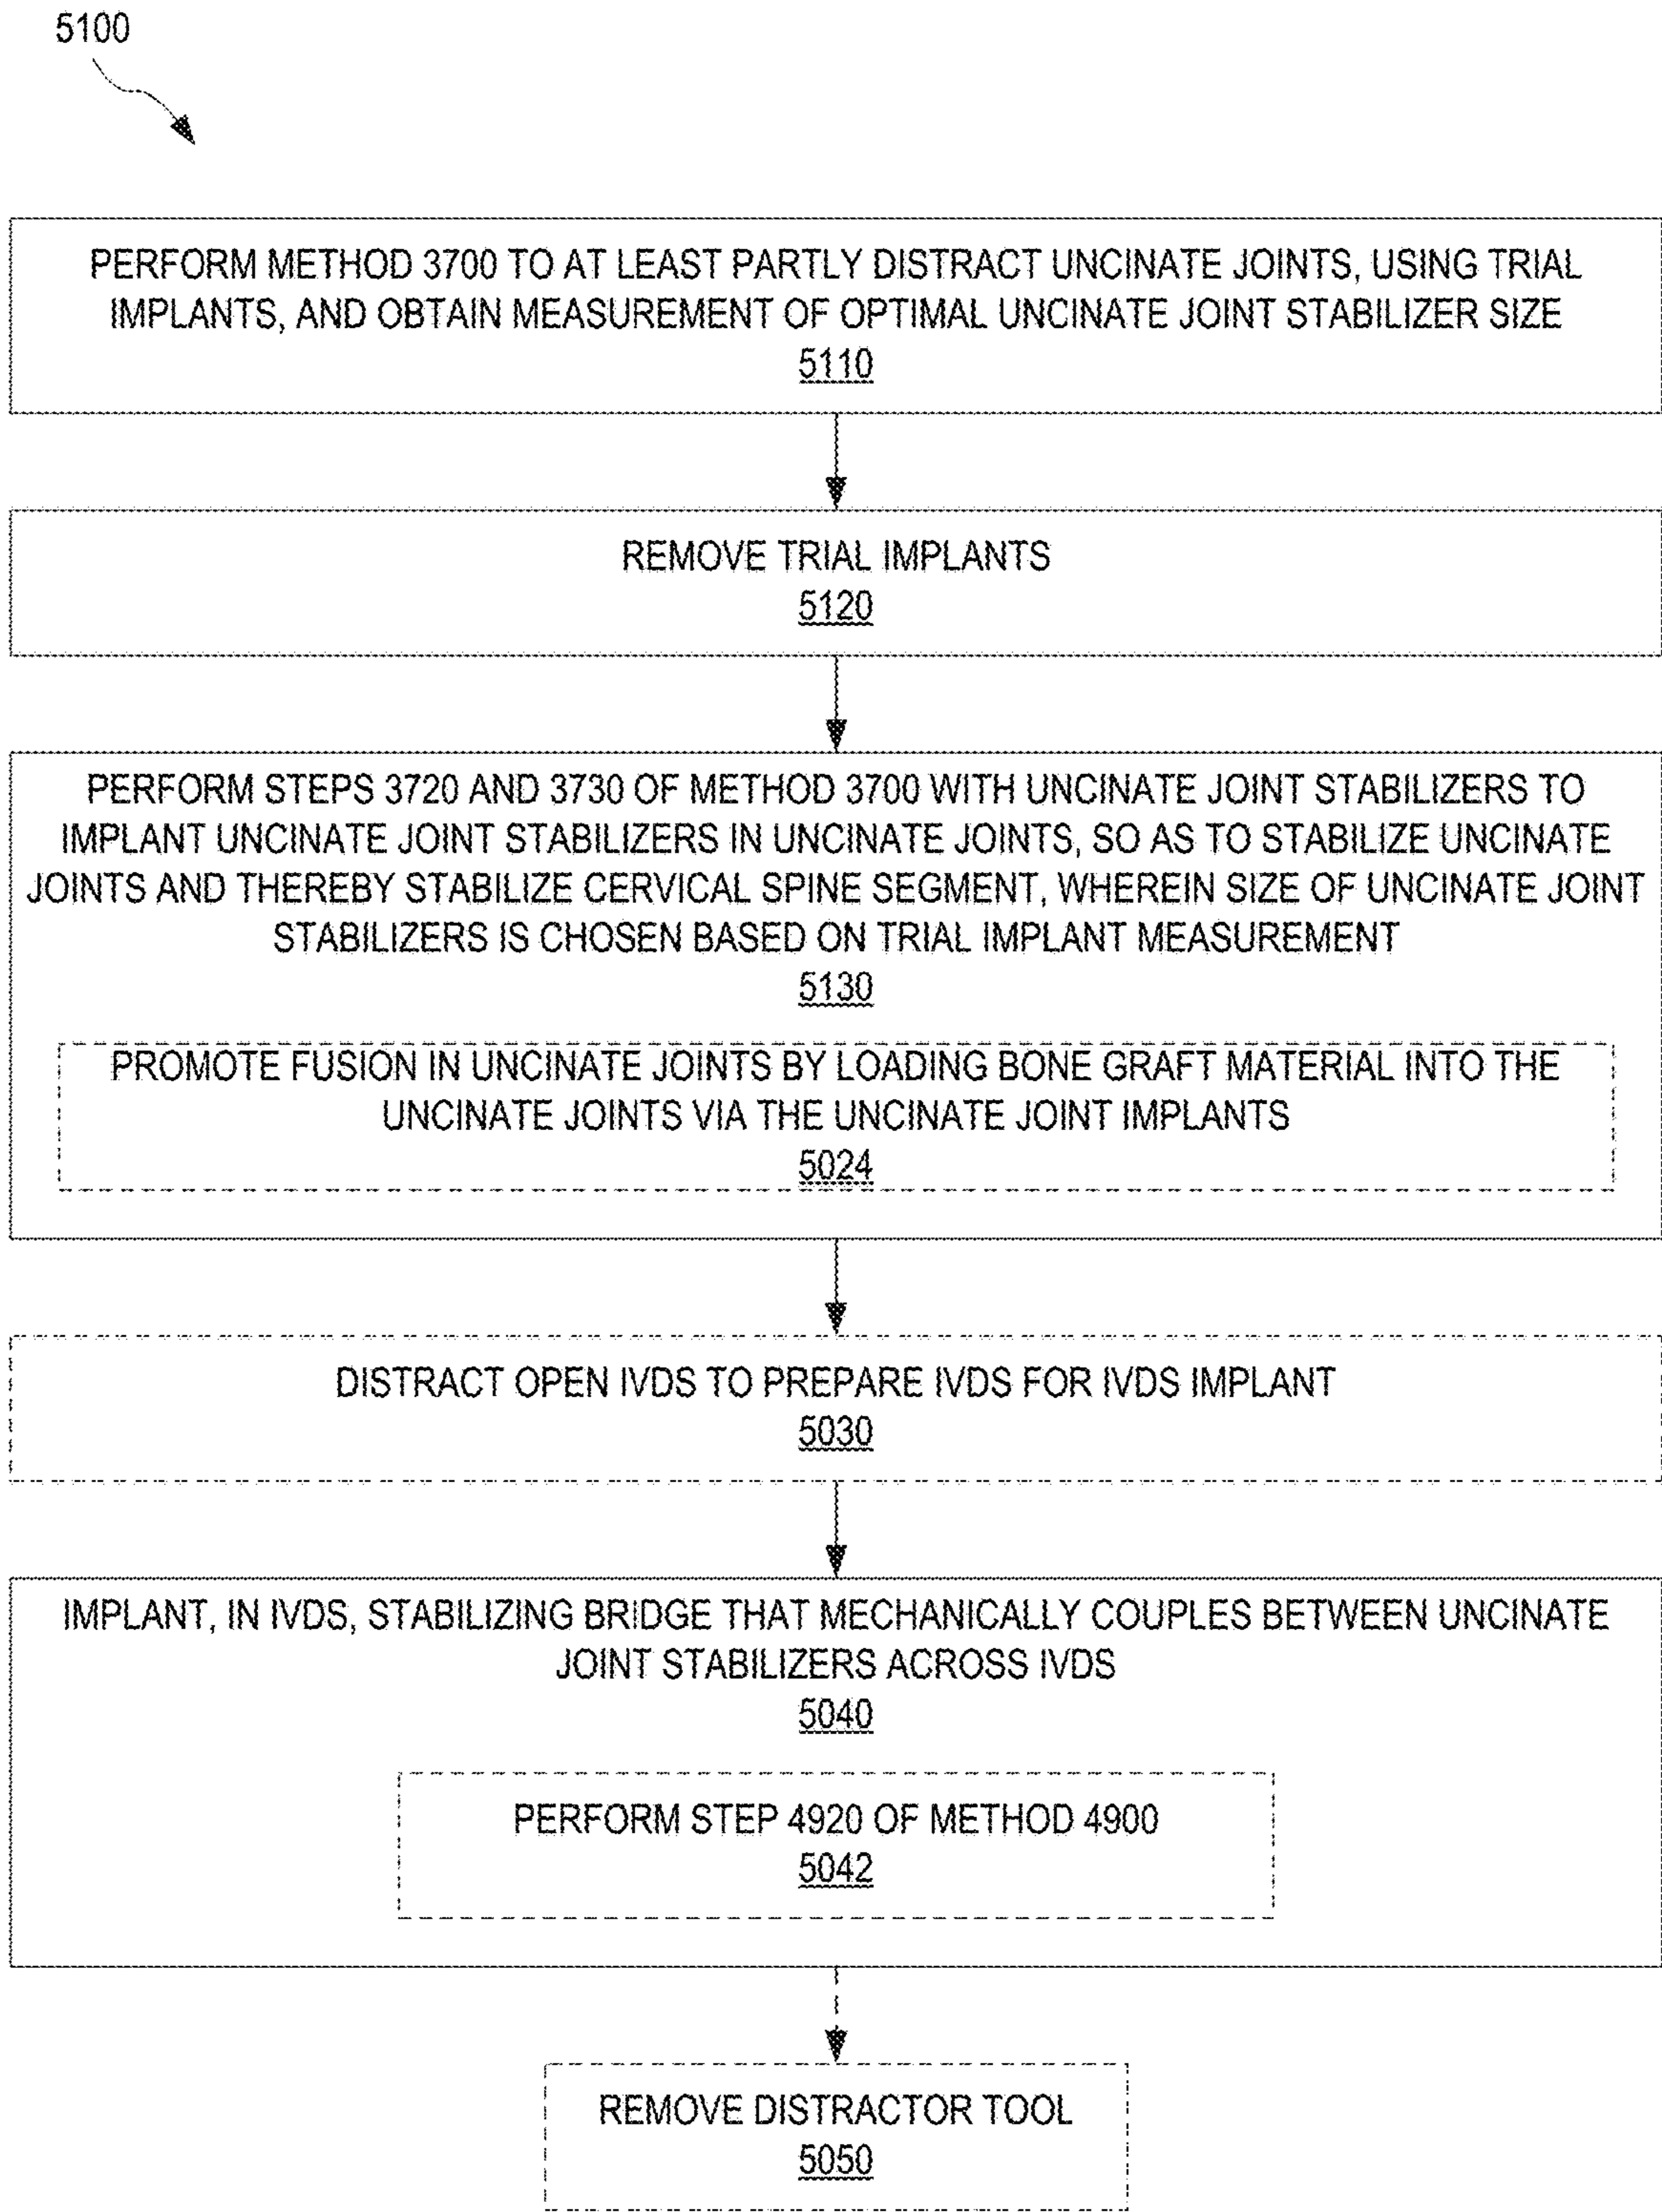 5100
PERFORM METHOD 3700 TO AT LEAST PARTLY DISTRACT UNCINATE JOINTS, USING TRIAL
IMPLANTS, AND OBTAIN MEASUREMENT OF OPTIMAL UNCINATE JOINT STABILIZER SIZE
5110
REMOVE TRIAL IMPLANTS
5120
PERFORM STEPS 3720 AND 3730 OF METHOD 3700 WITH UNCINATE JOINT STABILIZERS TO
IMPLANT UNCINATE JOINT STABILIZERS IN UNCINATE JOINTS, SO AS TO STABILIZE UNCINATE
JOINTS AND THEREBY STABILIZE CERVICAL SPINE SEGMENT, WHEREIN SIZE OF UNCINATE JOINT
STABILIZERS IS CHOSEN BASED ON TRIAL IMPLANT MEASUREMENT
5130
PROMOTE FUSION IN UNCINATE JOINTS BY LOADING BONE GRAFT MATERIAL INTO THE
UNCINATE JOINTS VIA THE UNCINATE JOINT IMPLANTS
5024
DISTRACT OPEN IVDS TO PREPARE IVDS FOR IVDS IMPLANT
5030
IMPLANT, IN IVDS, STABILIZING BRIDGE THAT MECHANICALLY COUPLES BETWEEN UNCINATE
JOINT STABILIZERS ACROSS IVDS
5040
PERFORM STEP 4920 OF METHOD 4900
5042
REMOVE DISTRACTOR TOOL
5050